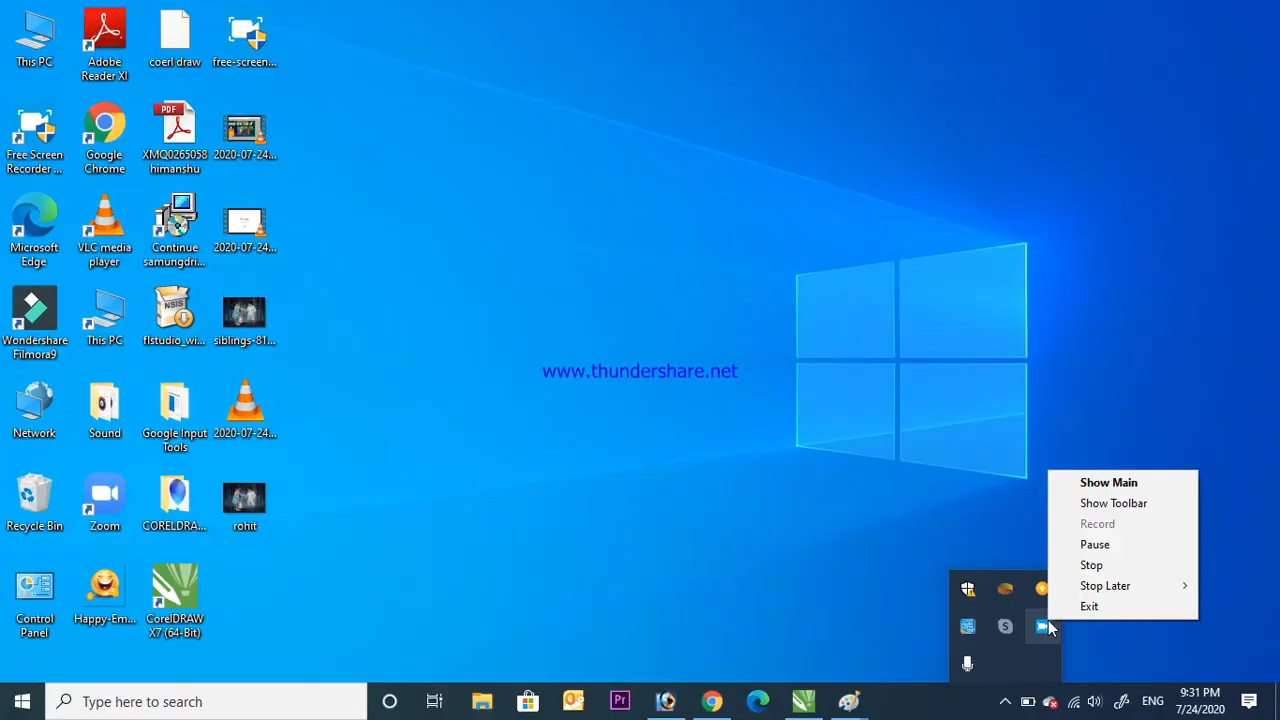 This PC
Adobe
Reader XI
coerl draw
free-screen...
Free Screen
Recorder ...
Google
Chrome
PDF
XMQ0265058
himanshu
2020-07-24...
Microsoft
Edge
VLC media
player
Continue
samungdri...
2020-07-24...
Wondershare
Filmora9
This PC
NSIS
flstudio_wi...
siblings-81...
Network
Sound
Google Input
Tools
2020-07-24...
Recycle Bin
Zoom
CORELDRA...
rohit
Control
Panel
Happy-Em...
CorelDRAW
X7 (64-Bit)
www.thundershare.net
Show Main
Show Toolbar
Record
Pause
Stop
Stop Later
Exit
Type here to search
Pr
ENG
9:31 PM
7/24/2020